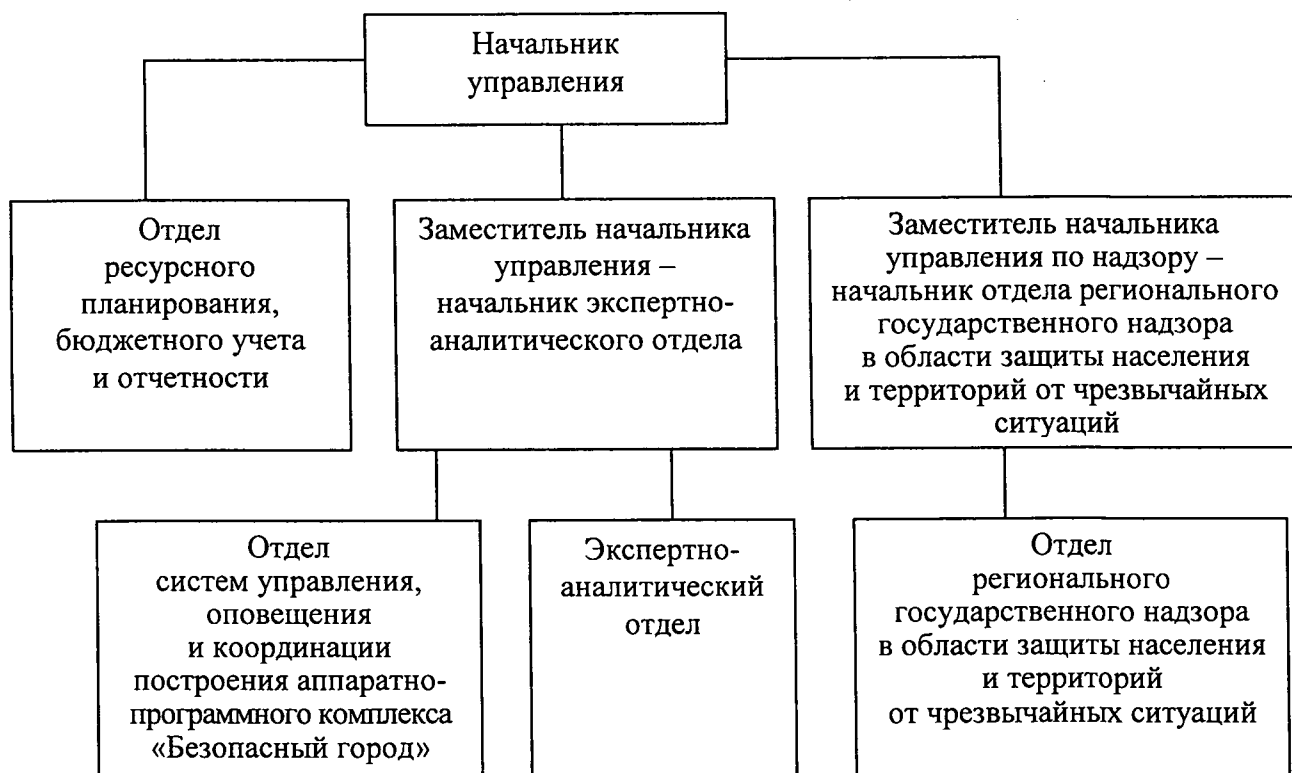 Начальник
управления
Отдел
ресурсного
планирования,
бюджетного учета
и отчетности
Заместитель начальника
управления –
начальник экспертно-
аналитического отдела
Заместитель начальника
управления по надзору –
начальник отдела регионального
государственного надзора
в области защиты населения
и территорий от чрезвычайных
ситуаций
Отдел
систем управления,
оповещения
и координации
построения аппаратно-
программного комплекса
«Безопасный город»
Экспертно-
аналитический
отдел
Отдел
регионального
государственного надзора
в области защиты населения
и территорий
от чрезвычайных ситуаций